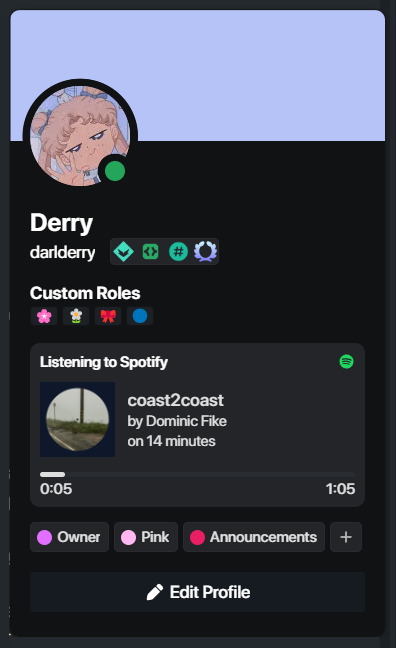 Derry
darlderry
Custom Roles
Listening to Spotify
coast2coast
by Dominic Fike
on 14 minutes
0:05 1:05
Owner Pink Announcements +
Edit Profile